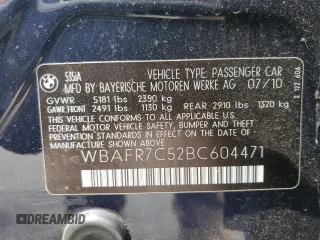 BMW
S/S/A
VEHICLE TYPE: PASSENGER CAR
MFD BY BAYERISCHE MOTOREN WERKE AG 07/10
GVWR 5181 lbs 2350 kg
GAWR FRONT 2491 lbs 1130 kg REAR 2910 lbs 1320 kg
THIS VEHICLE CONFORMS TO ALL APPLICABLE
FEDERAL MOTOR VEHICLE SAFETY, BUMPER,
AND THEFT PREVENTION STANDARDS IN EFFECT
ON THE DATE OF MANUFACTURE SHOWN ABOVE.
WBAFR7C52BC604471
DREAMBID